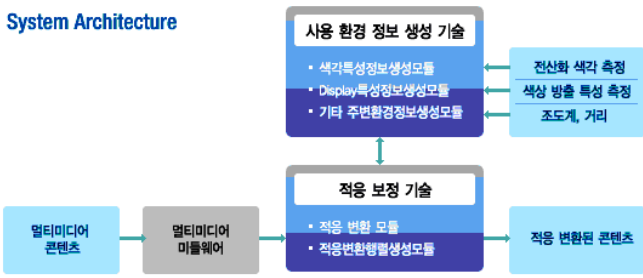 System Architecture
사용 환경 정보 생성 기술
▪ 색각특성정보생성모듈
▪ Display특성정보생성모듈
▪ 기타 주변환경정보생성모듈
전산화 색각 측정
색상 방출 특성 측정
조도계, 거리
적응 보정 기술
▪ 적응 변환 모듈
▪ 적응변환행렬생성모듈
멀티미디어
콘텐츠
멀티미디어
미들웨어
적응 변환된 콘텐츠